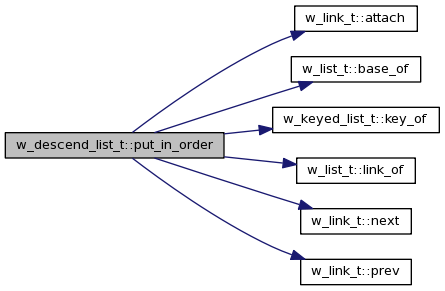 w_link_t::attach
w_list_t::base_of
w_keyed_list_t::key_of
w_descend_list_t::put_in_order
w_list_t::link_of
w_link_t::next
w_link_t::prev